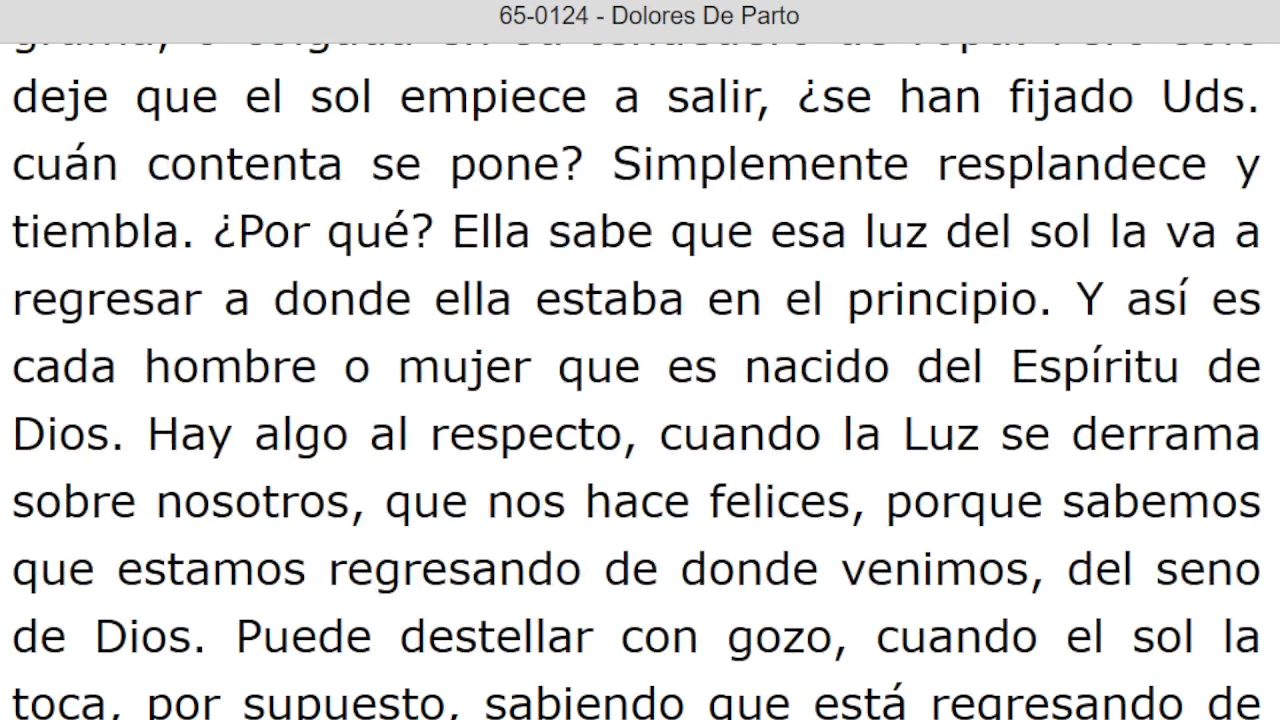 65-0124 - Dolores De Parto
deje que el sol empiece a salir, ¿se han fijado Uds.
cuán contenta se pone? Simplemente resplandece y
tiembla. ¿Por qué? Ella sabe que esa luz del sol la va a
regresar a donde ella estaba en el principio. Y así es
cada hombre o mujer que es nacido del Espíritu de
Dios. Hay algo al respecto, cuando la Luz se derrama
sobre nosotros, que nos hace felices, porque sabemos
que estamos regresando de donde venimos, del seno
de Dios. Puede destellar con gozo, cuando el sol la
toca, por supuesto, sabiendo que está regresando de